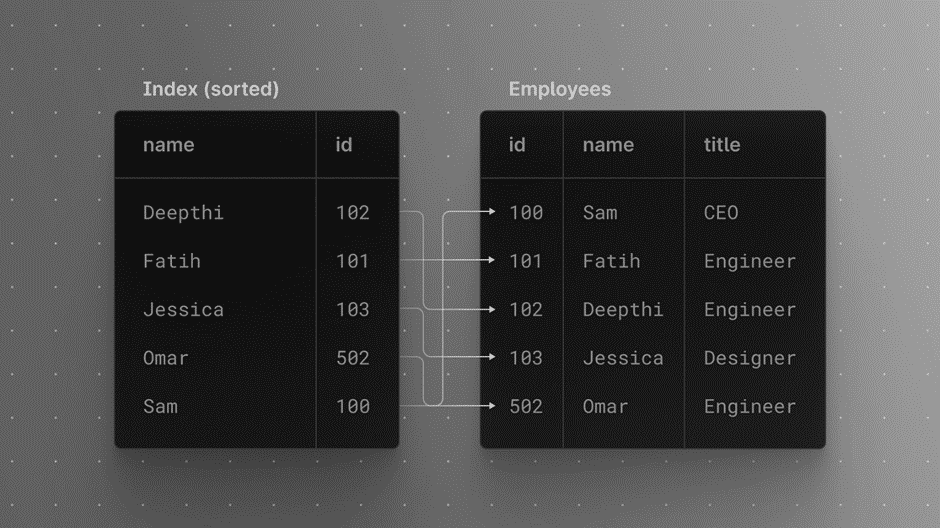 Index (sorted)
name id
Deepthi 102
Fatih 101
Jessica 103
Omar 502
Sam 100
Employees
id name title
100 Sam CEO
101 Fatih Engineer
102 Deepthi Engineer
103 Jessica Designer
502 Omar Engineer